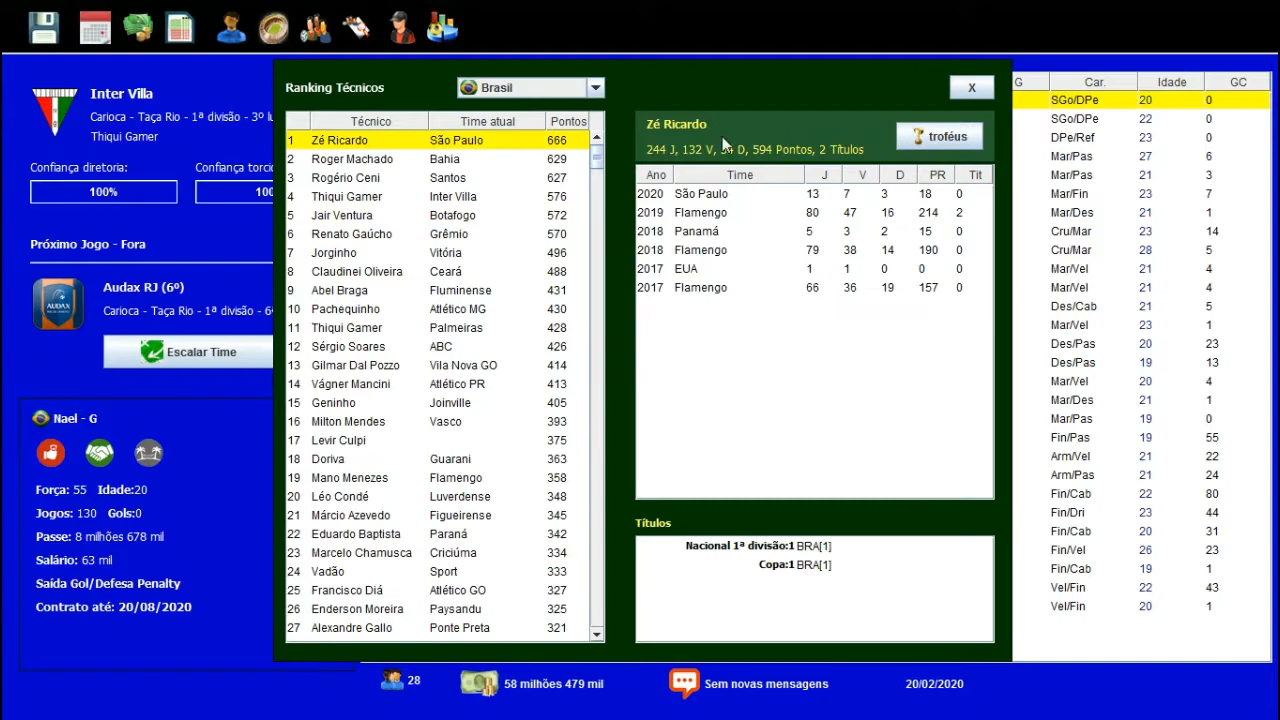 Inter Villa
Carioca - Taça Rio - 1ª divisão - 3º
Thiqui Gamer
Confiança diretoria:
Confiança torcid
100%
100
Próximo Jogo - Fora
Audax RJ (6º)
AUDAX
Carioca - Taça Rio - 1ª divisão - 6º
Escalar Time
Nael - G
Força: 55 Idade:20
Jogos: 130 Gols:0
Passe: 8 milhões 678 mil
Salário: 63 mil
Saída Gol/Defesa Penalty
Contrato até: 20/08/2020
Ranking Técnicos
Brasil
X
Técnico Time atual Pontos
1 Zé Ricardo São Paulo 666
2 Roger Machado Bahia 629
3 Rogério Ceni Santos 627
4 Thiqui Gamer Inter Villa 576
5 Jair Ventura Botafogo 572
6 Renato Gaúcho Grêmio 570
7 Jorginho Vitória 496
8 Claudinei Oliveira Ceará 488
9 Abel Braga Fluminense 431
10 Pachequinho Atlético MG 430
11 Thiqui Gamer Palmeiras 428
12 Sérgio Soares ABC 426
13 Gilmar Dal Pozzo Vila Nova GO 414
14 Vágner Mancini Atlético PR 413
15 Geninho Joinville 405
16 Milton Mendes Vasco 393
17 Levir Culpi 375
18 Doriva Guarani 363
19 Mano Menezes Flamengo 358
20 Léo Condé Luverdense 348
21 Márcio Azevedo Figueirense 345
22 Eduardo Baptista Paraná 342
23 Marcelo Chamusca Criciúma 334
24 Vadão Sport 333
25 Francisco Diá Atlético GO 327
26 Enderson Moreira Paysandu 325
27 Alexandre Gallo Ponte Preta 321
Zé Ricardo
244 J, 132 V, D, 594 Pontos, 2 Títulos
troféus
Ano Time J V D PR Tit
2020 São Paulo 13 7 3 18 0
2019 Flamengo 80 47 16 214 2
2018 Panamá 5 3 2 15 0
2018 Flamengo 79 38 14 190 0
2017 EUA 1 1 0 0 0
2017 Flamengo 66 36 19 157 0
Títulos
Nacional 1ª divisão:1 BRA[1]
Copa:1 BRA[1]
G Car. Idade GC
SGo/DPe 20 0
SGo/DPe 22 0
DPe/Ref 23 0
Mar/Pas 27 6
Mar/Pas 21 3
Mar/Fin 23 7
Mar/Des 21 1
Cru/Mar 23 14
Cru/Mar 28 5
Mar/Vel 21 4
Mar/Vel 21 4
Des/Cab 21 5
Mar/Vel 23 1
Des/Pas 20 23
Des/Pas 19 13
Mar/Vel 20 4
Mar/Des 21 1
Mar/Pas 19 0
Fin/Pas 19 55
Arm/Vel 21 22
Arm/Pas 21 24
Fin/Cab 22 80
Fin/Dri 23 44
Fin/Cab 20 31
Fin/Vel 26 23
Fin/Cab 19 1
Vel/Fin 22 43
Vel/Fin 20 1
28
58 milhões 479 mil
Sem novas mensagens
20/02/2020